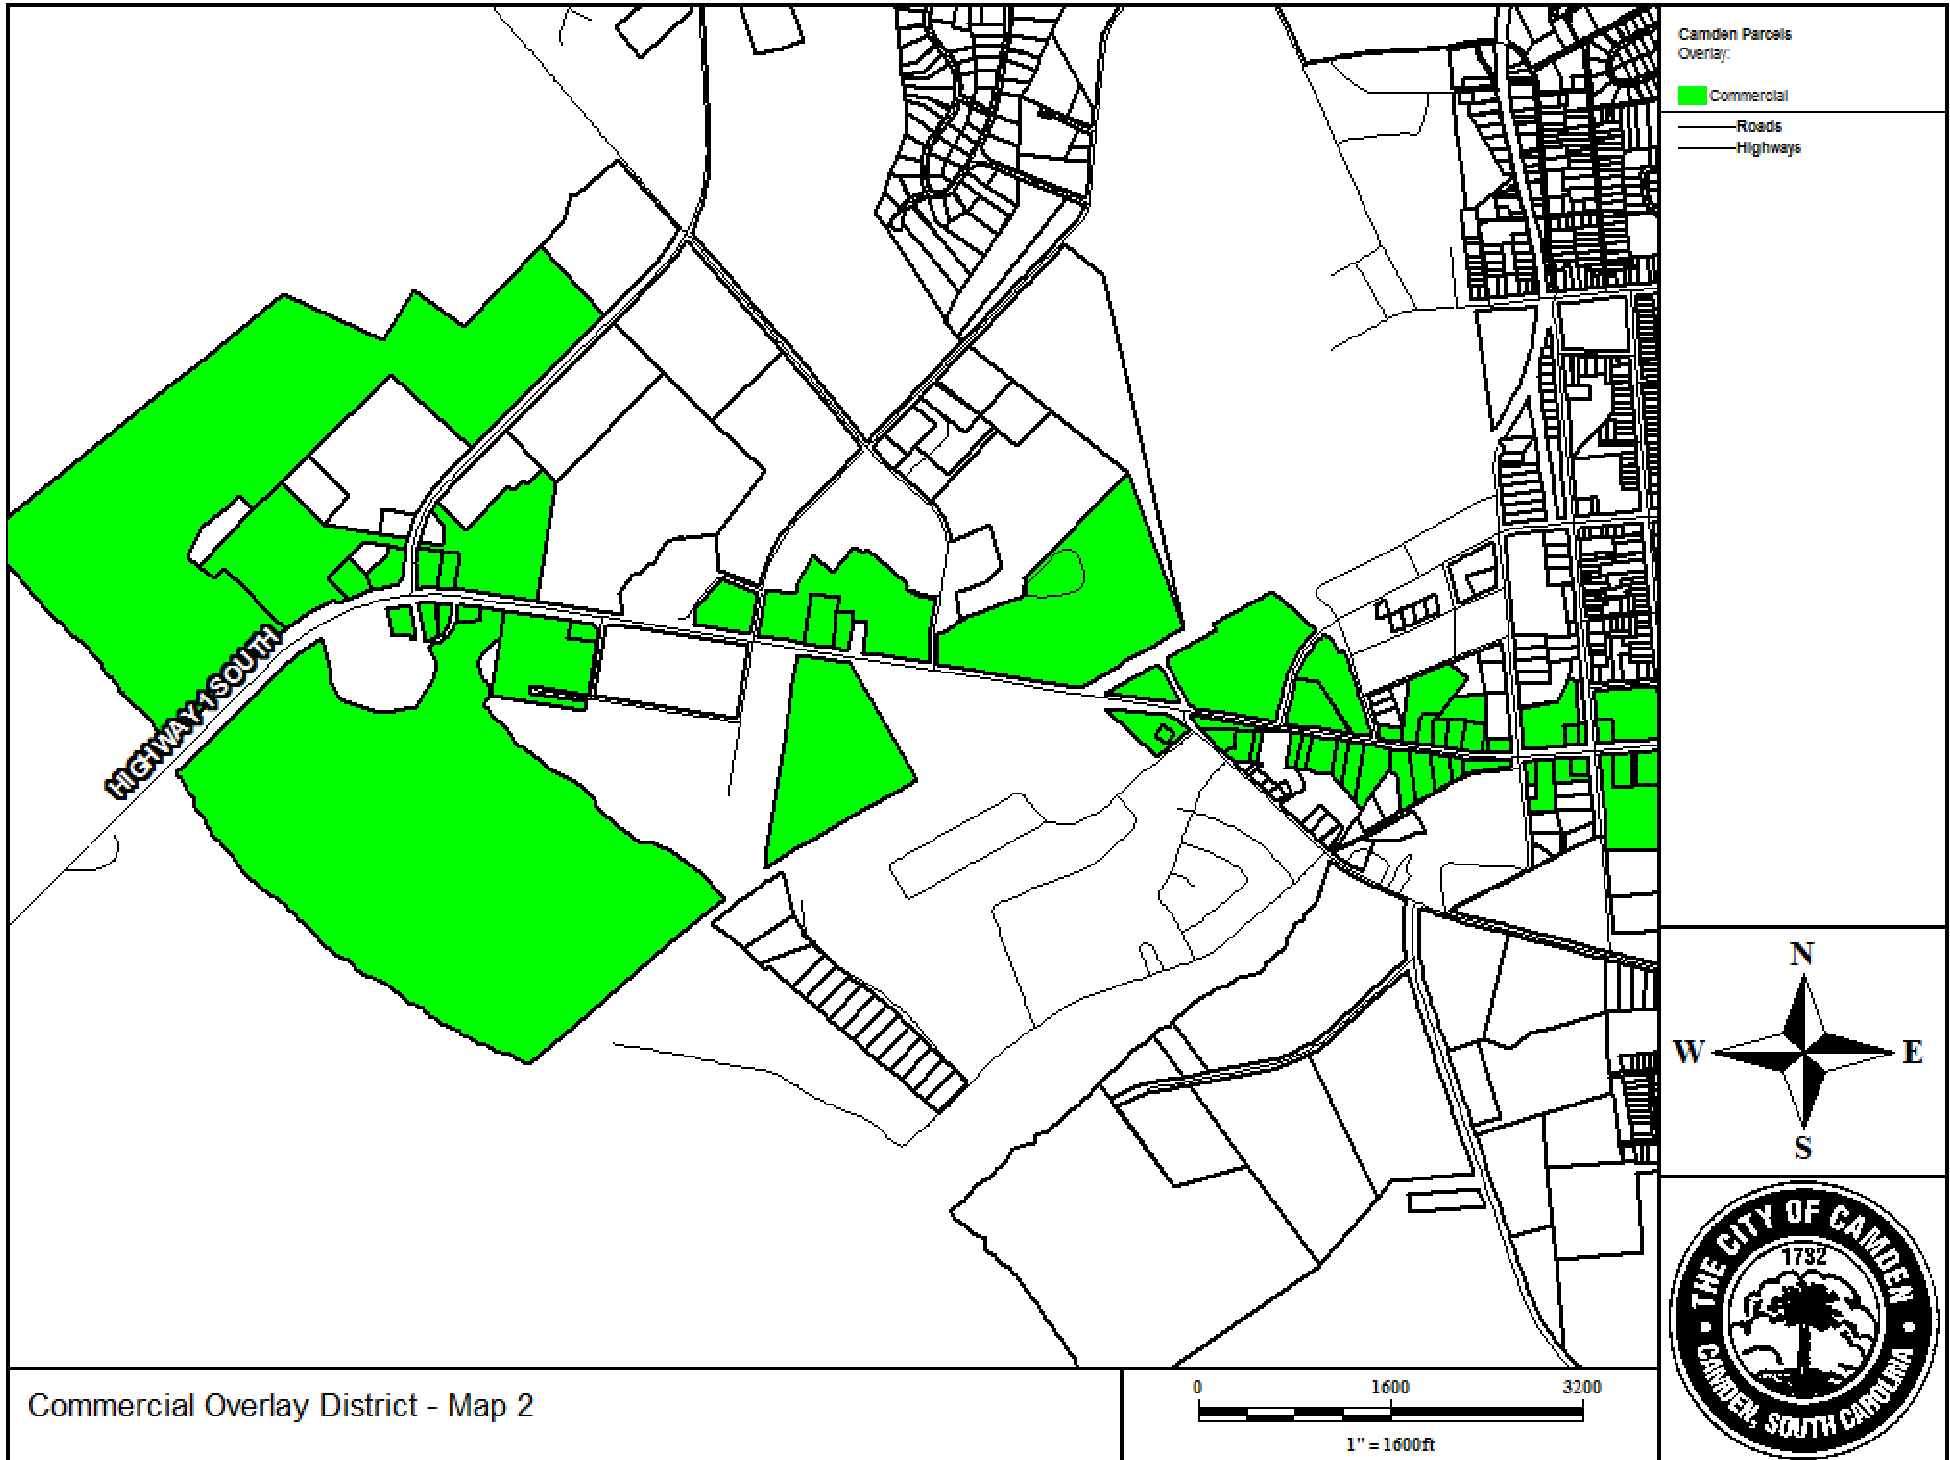 Camden Parcels
Overlay:
Commercial
Roads
Highways
HIGHWAY 1 SOUTH
N
W E
S
THE CITY OF CAMDEN
1732
CAMDEN, SOUTH CAROLINA
Commercial Overlay District - Map 2
0 1600 3200
1" = 1600ft